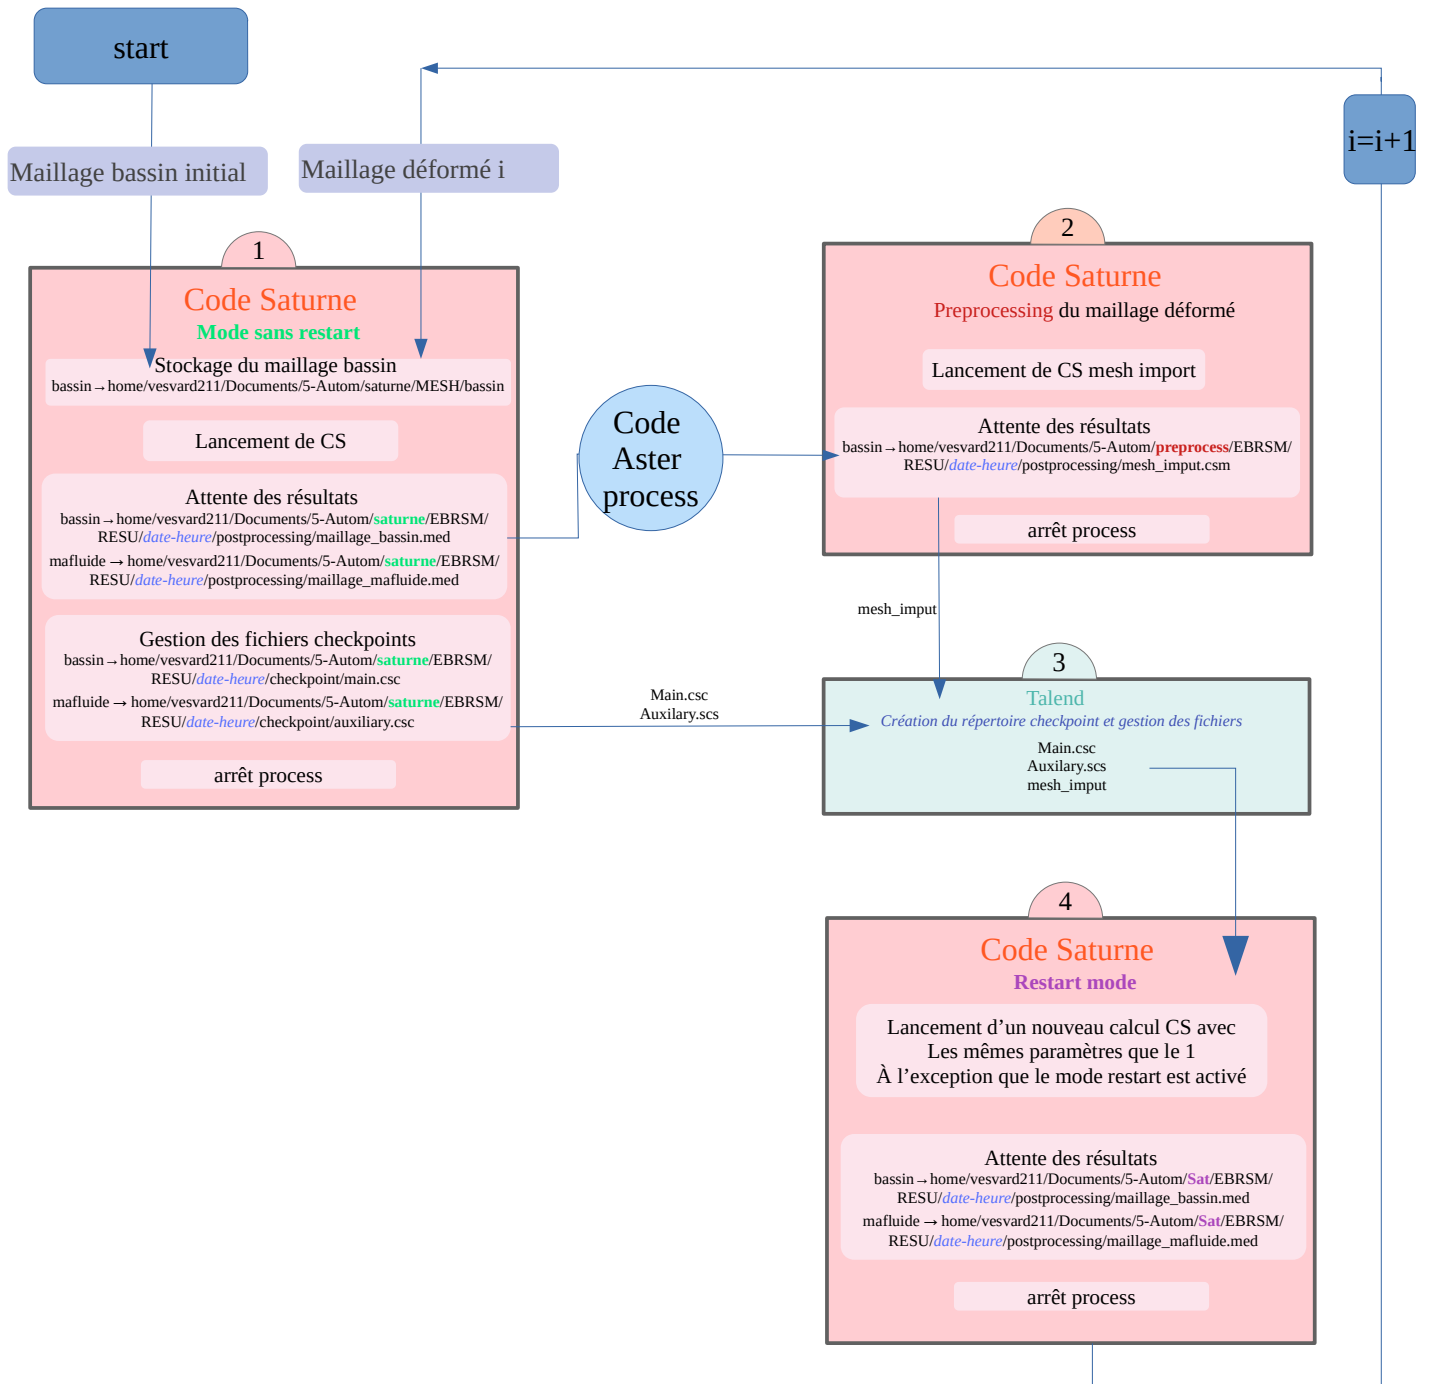 start
i=i+1
Maillage bassin initial
Maillage déformé i
1
Code Saturne
Mode sans restart
Stockage du maillage bassin
bassin→home/vesvard211/Documents/5-Autom/saturne/MESH/bassin
Lancement de CS
Attente des résultats
bassin→home/vesvard211/Documents/5-Autom/saturne/EBRSM/
RESU/date-heure/postprocessing/maillage_bassin.med
mafluide → home/vesvard211/Documents/5-Autom/saturne/EBRSM/
RESU/date-heure/postprocessing/maillage_mafluide.med
Gestion des fichiers checkpoints
bassin→home/vesvard211/Documents/5-Autom/saturne/EBRSM/
RESU/date-heure/checkpoint/main.csc
mafluide → home/vesvard211/Documents/5-Autom/saturne/EBRSM/
RESU/date-heure/checkpoint/auxiliary.csc
arrêt process
Code
Aster
process
2
Code Saturne
Preprocessing du maillage déformé
Lancement de CS mesh import
Attente des résultats
bassin→home/vesvard211/Documents/5-Autom/preprocess/EBRSM/
RESU/date-heure/postprocessing/mesh_imput.csm
arrêt process
mesh_imput
Main.csc
Auxilary.scs
3
Talend
Création du répertoire checkpoint et gestion des fichiers
Main.csc
Auxilary.scs
mesh_imput
4
Code Saturne
Restart mode
Lancement d’un nouveau calcul CS avec
Les mêmes paramètres que le 1
À l’exception que le mode restart est activé
Attente des résultats
bassin→home/vesvard211/Documents/5-Autom/Sat/EBRSM/
RESU/date-heure/postprocessing/maillage_bassin.med
mafluide → home/vesvard211/Documents/5-Autom/Sat/EBRSM/
RESU/date-heure/postprocessing/maillage_mafluide.med
arrêt process